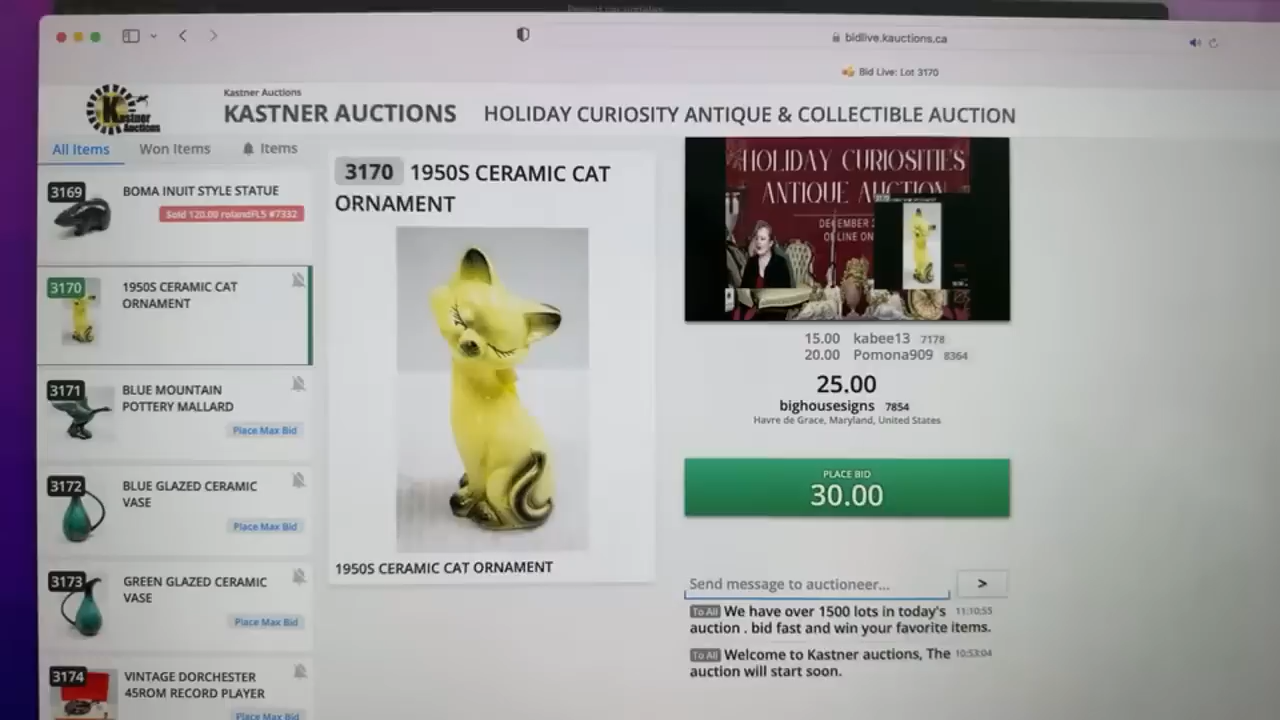 bidlive.kauctions.ca
Bid Live: Lot 3170
Kastner
Auctions
Kastner Auctions
KASTNER AUCTIONS
HOLIDAY CURIOSITY ANTIQUE & COLLECTIBLE AUCTION
All Items
Won Items
Items
3169
BOMA INUIT STYLE STATUE
Sold 120.00 rolandFL5 #7332
3170
1950S CERAMIC CAT
ORNAMENT
3171
BLUE MOUNTAIN
POTTERY MALLARD
Place Max Bid
3172
BLUE GLAZED CERAMIC
VASE
Place Max Bid
3173
GREEN GLAZED CERAMIC
VASE
Place Max Bid
3174
VINTAGE DORCHESTER
45ROM RECORD PLAYER
Place Max Bid
3170 1950S CERAMIC CAT
ORNAMENT
1950S CERAMIC CAT ORNAMENT
HOLIDAY CURIOSITIES
ANTIQUE AUCTION
15.00 kabee13 7178
20.00 Pomona909 8364
25.00
bighousesigns 7854
Havre de Grace, Maryland, United States
PLACE BID
30.00
Send message to auctioneer...
>
To All We have over 1500 lots in today's 11:10:55
auction . bid fast and win your favorite items.
To All Welcome to Kastner auctions, The 10:53:04
auction will start soon.